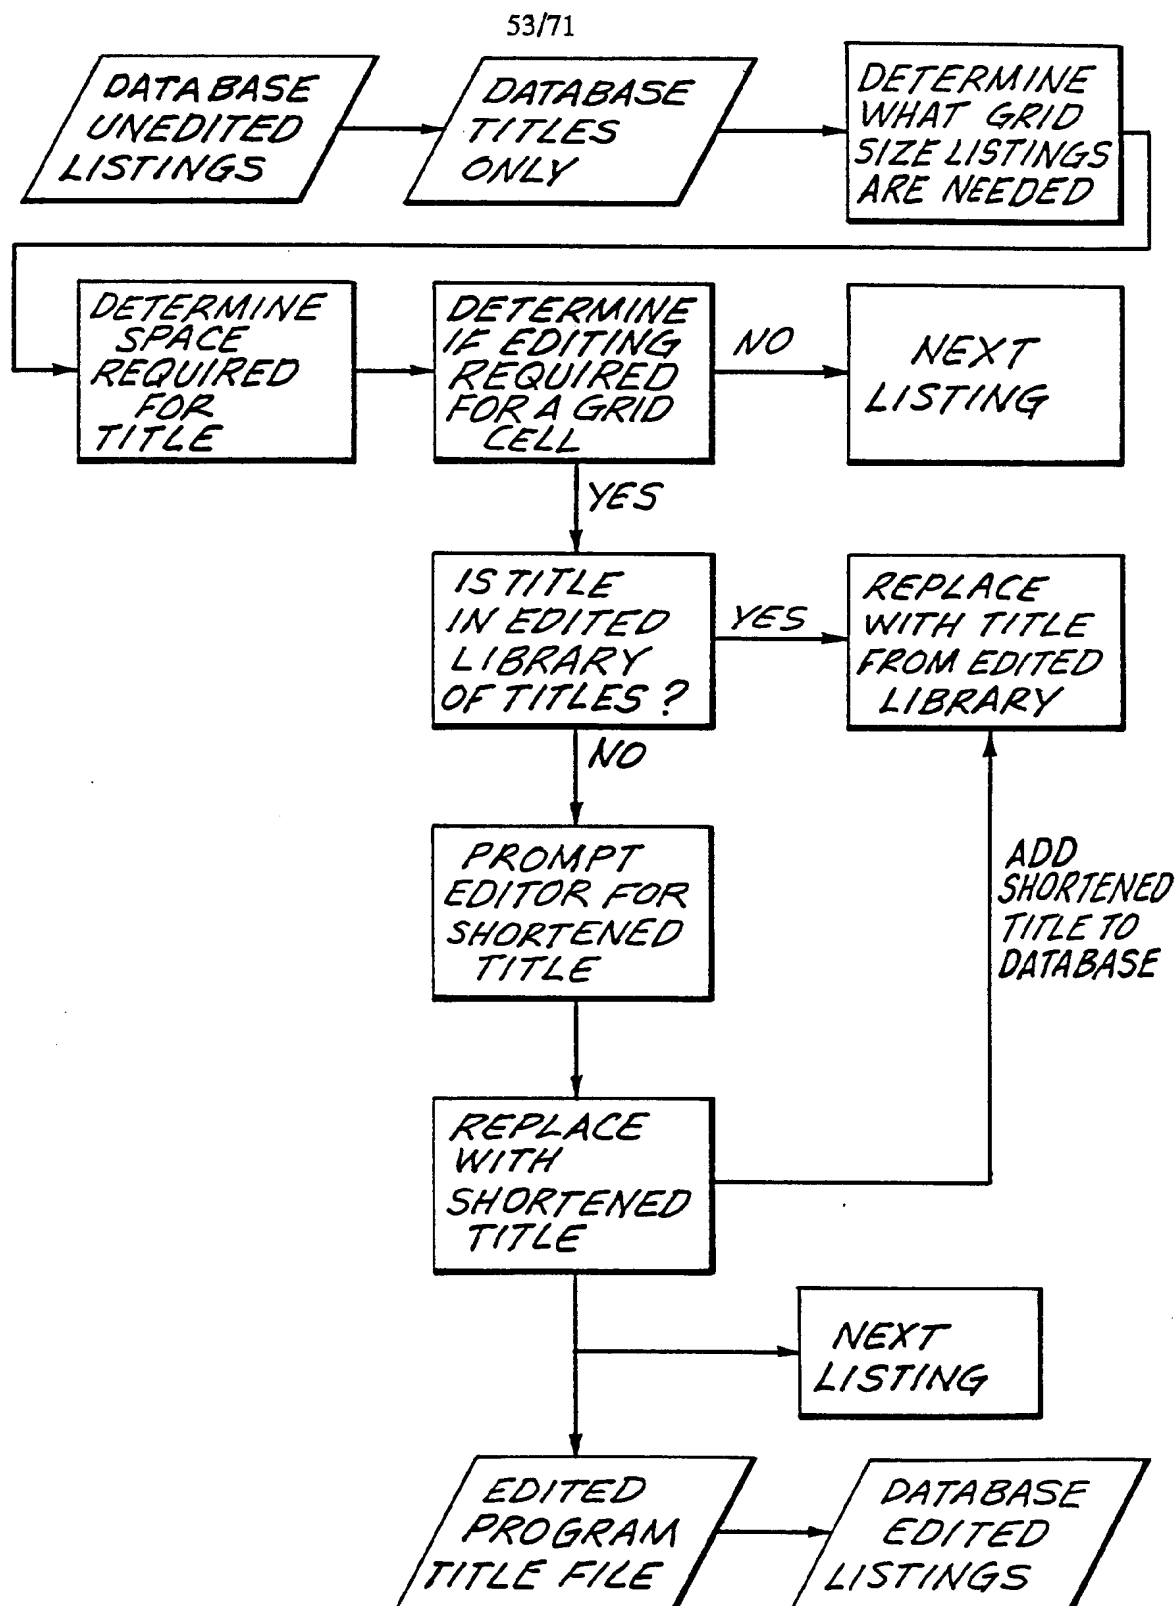 53/71
DATABASE
UNEDITED
LISTINGS
DATABASE
TITLES
ONLY
DETERMINE
WHAT GRID
SIZE LISTINGS
ARE NEEDED
DETERMINE
SPACE
REQUIRED
FOR
TITLE
DETERMINE
IF EDITING
REQUIRED
FOR A GRID
CELL
NO
NEXT
LISTING
YES
IS TITLE
IN EDITED
LIBRARY
OF TITLES?
YES
REPLACE
WITH TITLE
FROM EDITED
LIBRARY
NO
PROMPT
EDITOR FOR
SHORTENED
TITLE
ADD
SHORTENED
TITLE TO
DATABASE
REPLACE
WITH
SHORTENED
TITLE
NEXT
LISTING
EDITED
PROGRAM
TITLE FILE
DATABASE
EDITED
LISTINGS